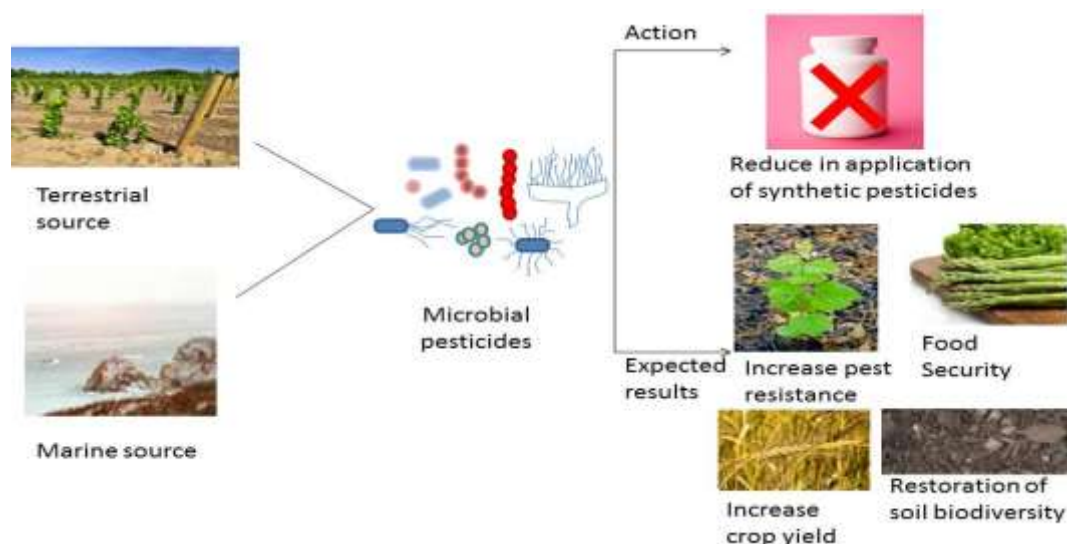 Terrestrial
source
Marine source
Microbial
pesticides
Action
Reduce in application
of synthetic pesticides
Expected
results
Increase pest
resistance
Food
Security
Increase
crop yield
Restoration of
soil biodiversity